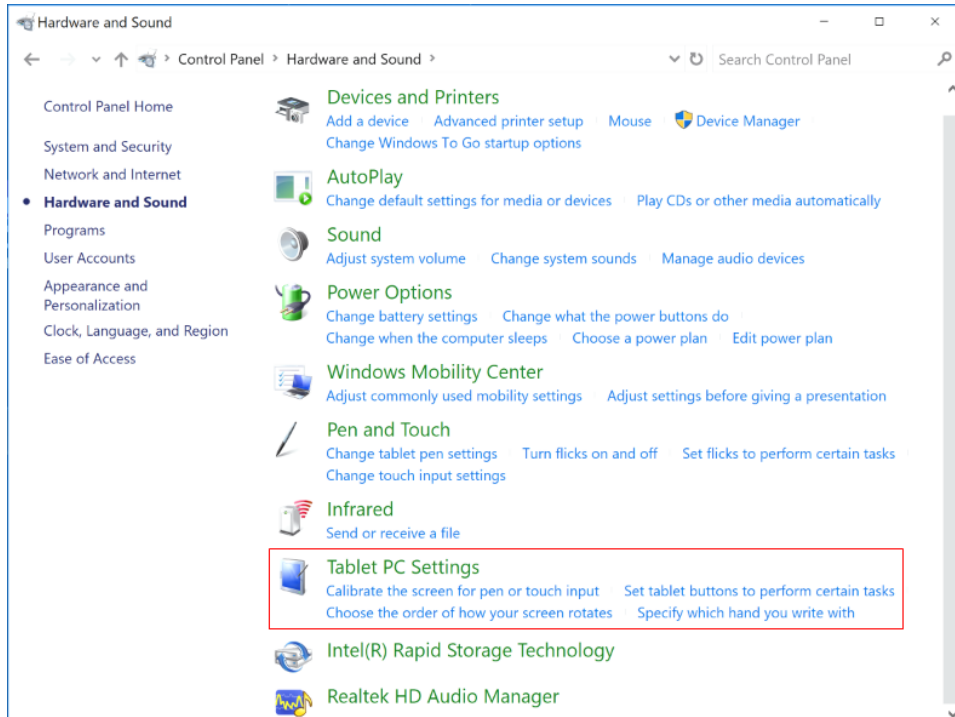 Hardware and Sound
Control Panel > Hardware and Sound >
Search Control Panel
Control Panel Home
System and Security
Network and Internet
Hardware and Sound
Programs
User Accounts
Appearance and
Personalization
Clock, Language, and Region
Ease of Access
Devices and Printers
Add a device Advanced printer setup Mouse Device Manager
Change Windows To Go startup options
AutoPlay
Change default settings for media or devices Play CDs or other media automatically
Sound
Adjust system volume Change system sounds Manage audio devices
Power Options
Change battery settings Change what the power buttons do
Change when the computer sleeps Choose a power plan Edit power plan
Windows Mobility Center
Adjust commonly used mobility settings Adjust settings before giving a presentation
Pen and Touch
Change tablet pen settings Turn flicks on and off Set flicks to perform certain tasks
Change touch input settings
Infrared
Send or receive a file
Tablet PC Settings
Calibrate the screen for pen or touch input Set tablet buttons to perform certain tasks
Choose the order of how your screen rotates Specify which hand you write with
Intel(R) Rapid Storage Technology
Realtek HD Audio Manager